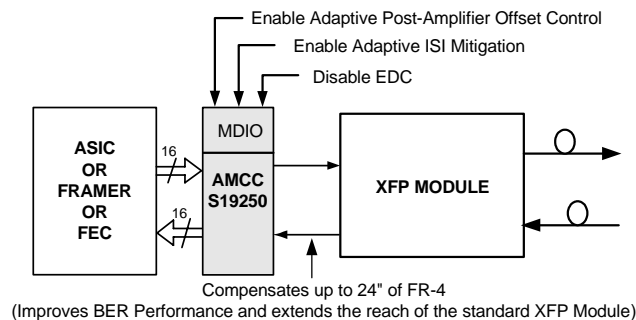 Enable Adaptive Post-Amplifier Offset Control
Enable Adaptive ISI Mitigation
Disable EDC
ASIC
OR
FRAMER
OR
FEC
16
16
MDIO
AMCC
S19250
XFP MODULE
Compensates up to 24" of FR-4
(Improves BER Performance and extends the reach of the standard XFP Module)